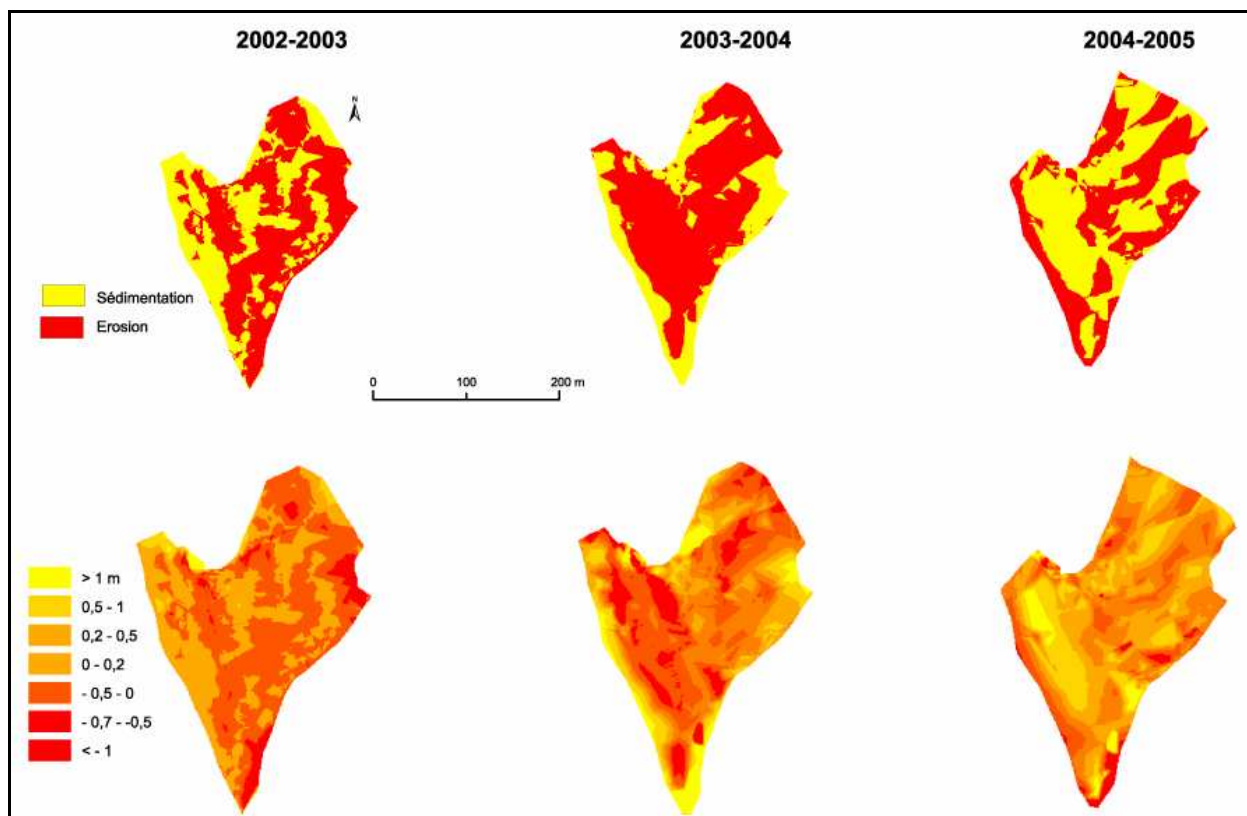 2002-2003
2003-2004
2004-2005
N
Sédimentation
Erosion
0 100 200 m
> 1 m
0,5 - 1
0,2 - 0,5
0 - 0,2
- 0,5 - 0
- 0,7 - -0,5
< - 1